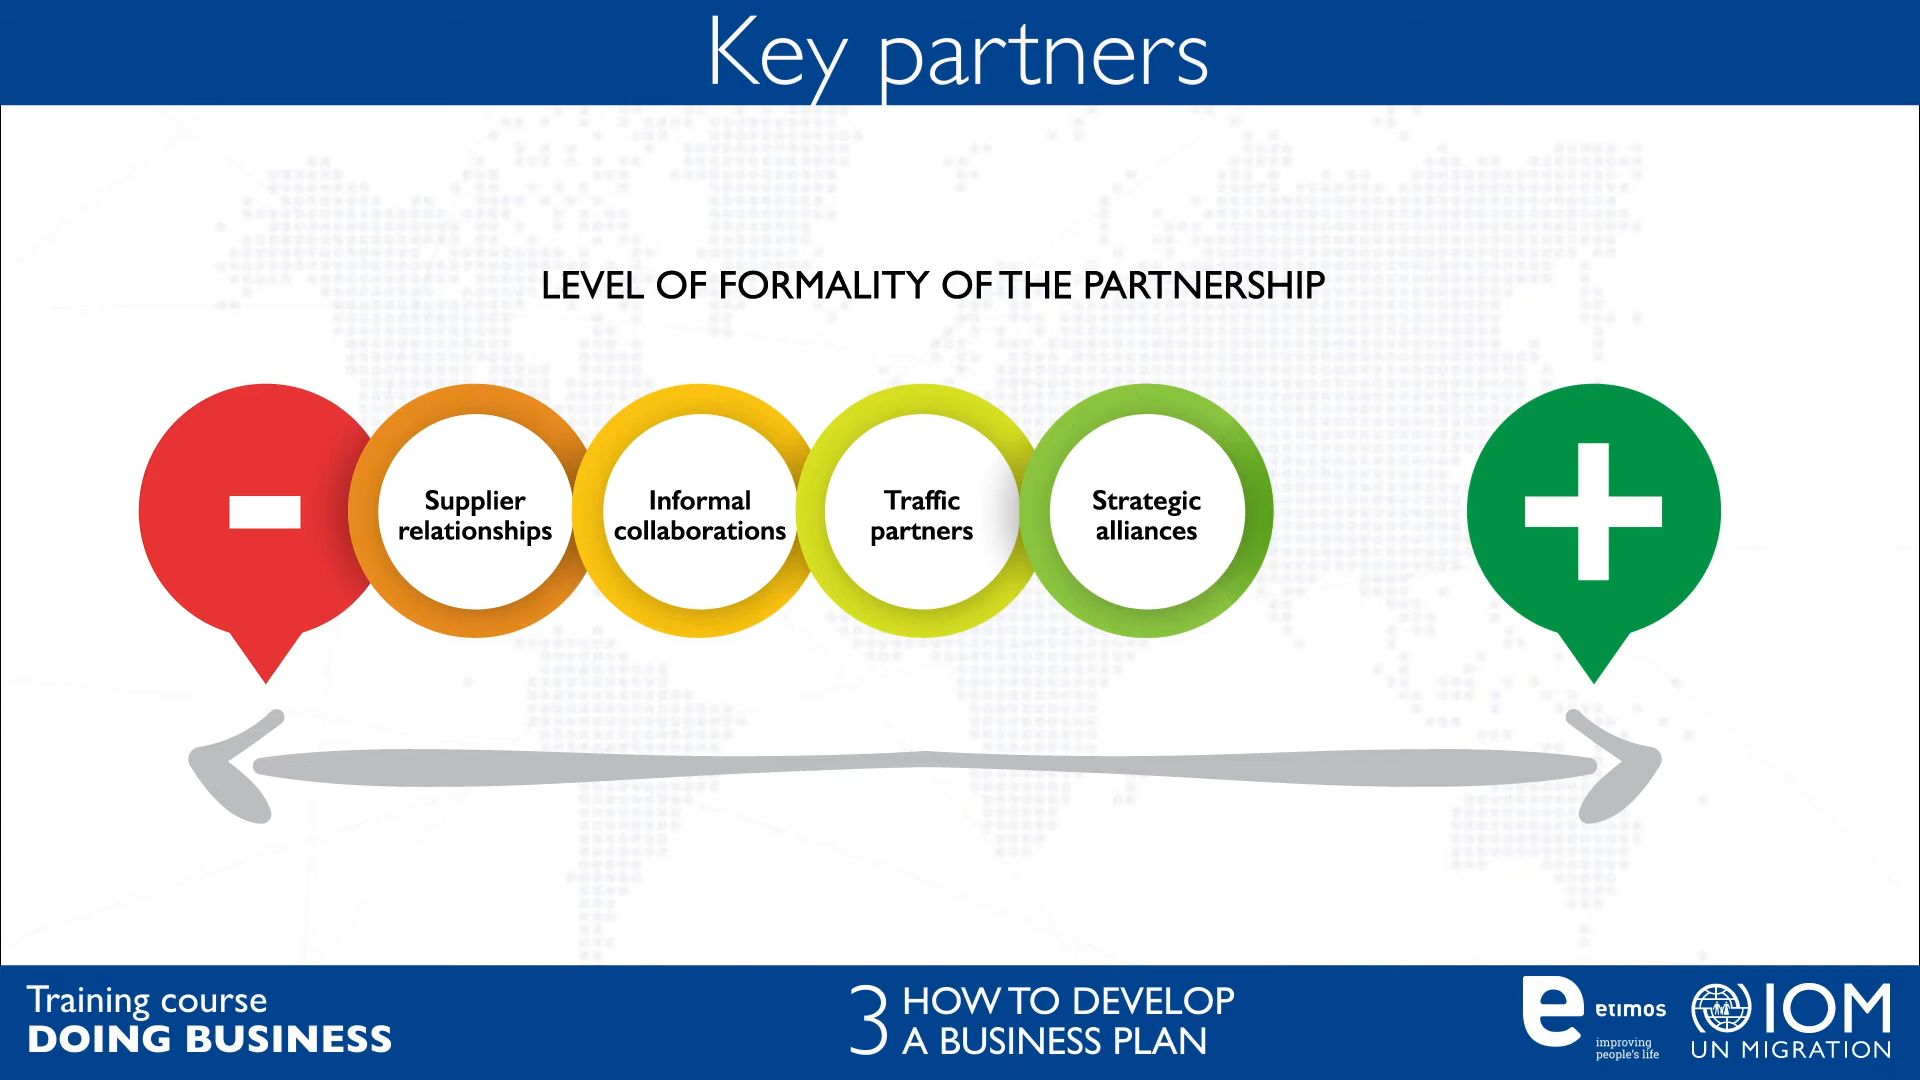 Key partners
LEVEL OF FORMALITY OF THE PARTNERSHIP
Supplier
relationships
Informal
collaborations
Traffic
partners
Strategic
alliances
Training course
DOING BUSINESS
3 HOW TO DEVELOP
A BUSINESS PLAN
e etimos
improving
people's life
IOM
UN MIGRATION